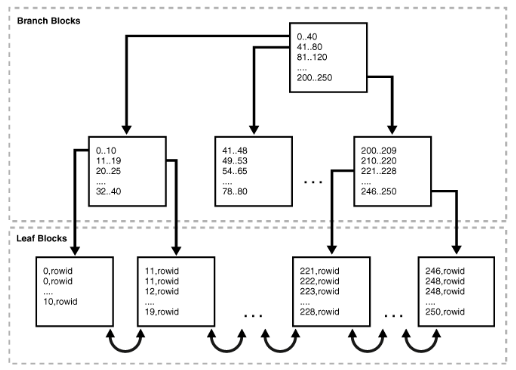 Branch Blocks
0..40
41..80
81..120
....
200..250
0..10
11..19
20..25
....
32..40
41..48
49..53
54..65
....
78..80
...
200..209
210..220
221..228
....
246..250
Leaf Blocks
0,rowid
0,rowid
....
10,rowid
11,rowid
11,rowid
12,rowid
....
19,rowid
...
221,rowid
222,rowid
223,rowid
....
228,rowid
...
246,rowid
248,rowid
248,rowid
....
250,rowid